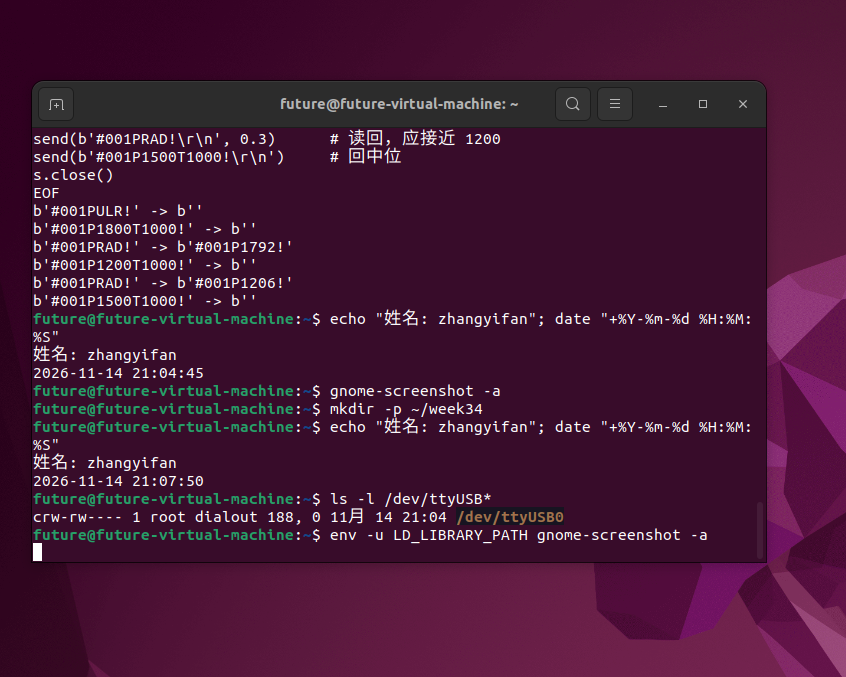 future@future-virtual-machine: ~
send(b'#001PRAD!\r\n', 0.3)      # 读回，应接近 1200
send(b'#001P1500T1000!\r\n')     # 回中位
s.close()
EOF
b'#001PULR!' -> b''
b'#001P1800T1000!' -> b''
b'#001PRAD!' -> b'#001P1792!'
b'#001P1200T1000!' -> b''
b'#001PRAD!' -> b'#001P1206!'
b'#001P1500T1000!' -> b''
future@future-virtual-machine:~$ echo "姓名: zhangyifan"; date "+%Y-%m-%d %H:%M:
%S"
姓名: zhangyifan
2026-11-14 21:04:45
future@future-virtual-machine:~$ gnome-screenshot -a
future@future-virtual-machine:~$ mkdir -p ~/week34
future@future-virtual-machine:~$ echo "姓名: zhangyifan"; date "+%Y-%m-%d %H:%M:
%S"
姓名: zhangyifan
2026-11-14 21:07:50
future@future-virtual-machine:~$ ls -l /dev/ttyUSB*
crw-rw---- 1 root dialout 188, 0 11月 14 21:04 /dev/ttyUSB0
future@future-virtual-machine:~$ env -u LD_LIBRARY_PATH gnome-screenshot -a